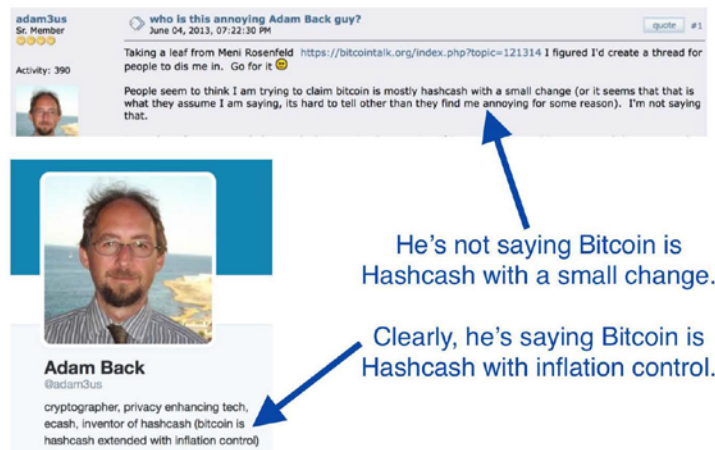 adam3us
Sr. Member
Activity: 390
who is this annoying Adam Back guy?
June 04, 2013, 07:22:30 PM
quote #1
Taking a leaf from Meni Rosenfeld https://bitcointalk.org/index.php?topic=121314 I figured I'd create a thread for
people to dis me in. Go for it
People seem to think I am trying to claim bitcoin is mostly hashcash with a small change (or it seems that that is
what they assume I am saying, its hard to tell other than they find me annoying for some reason). I'm not saying
that.
He's not saying Bitcoin is
Hashcash with a small change.
Clearly, he's saying Bitcoin is
Hashcash with inflation control.
Adam Back
@adam3us
cryptographer, privacy enhancing tech,
ecash, inventor of hashcash (bitcoin is
hashcash extended with inflation control)